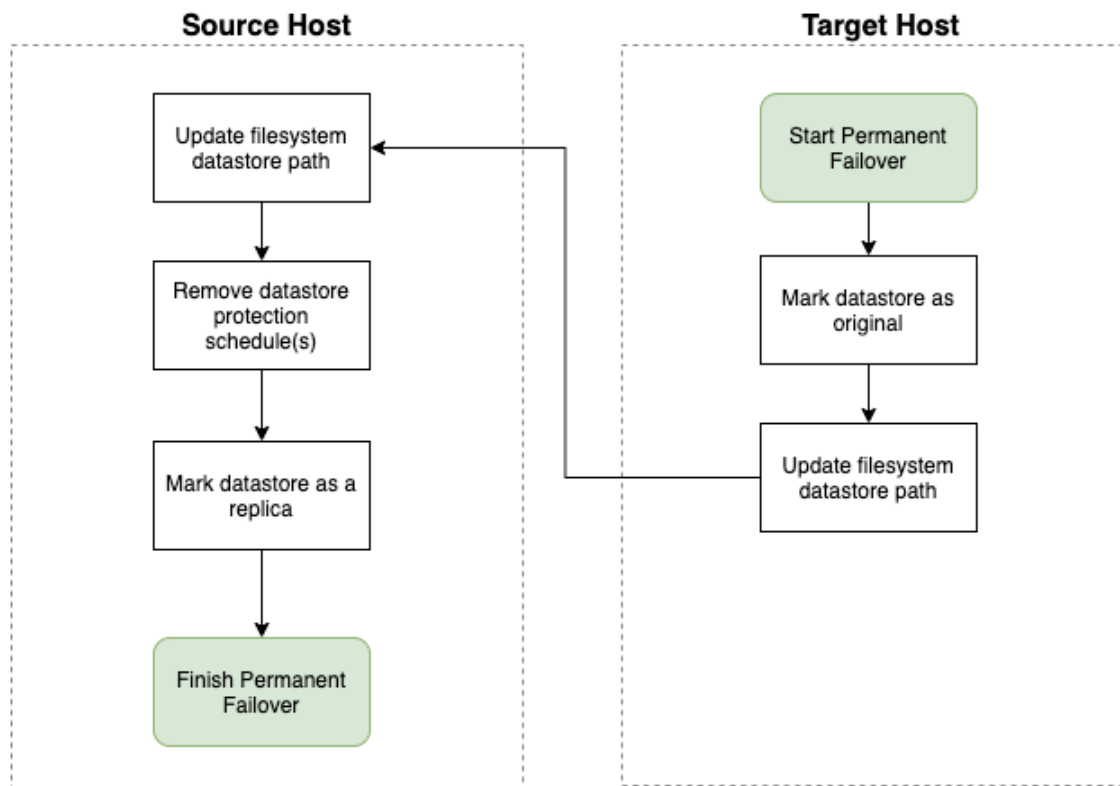 Source Host
Update filesystem
datastore path
Remove datastore
protection
schedule(s)
Mark datastore as a
replica
Finish Permanent
Failover
Target Host
Start Permanent
Failover
Mark datastore as
original
Update filesystem
datastore path